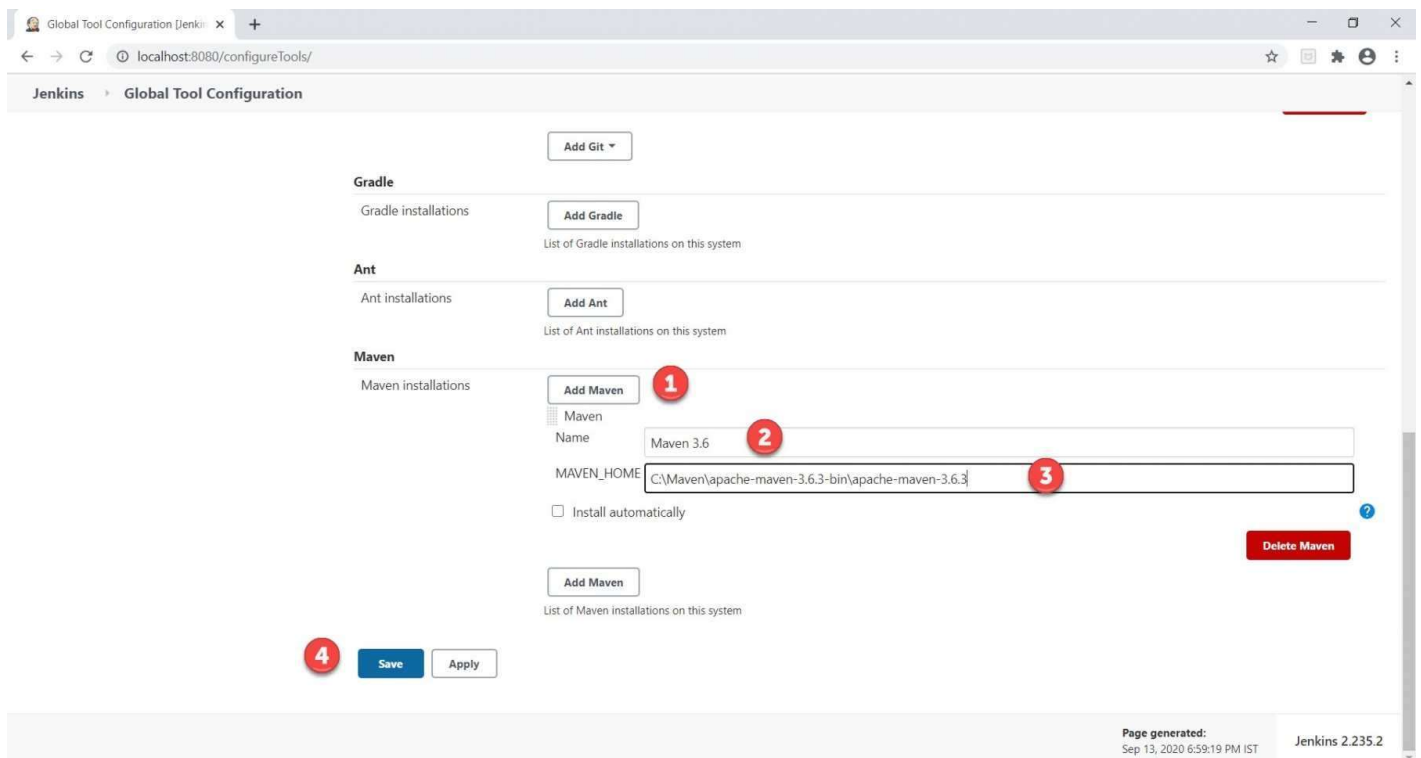 Global Tool Configuration [Jenkin
localhost:8080/configureTools/
Jenkins Global Tool Configuration
Add Git
Gradle
Gradle installations
Add Gradle
List of Gradle installations on this system
Ant
Ant installations
Add Ant
List of Ant installations on this system
Maven
Maven installations
Add Maven 1
Maven
Name Maven 3.6 2
MAVEN_HOME C:\Maven\apache-maven-3.6.3-bin\apache-maven-3.6.3 3
Install automatically ?
Delete Maven
Add Maven
List of Maven installations on this system
4 Save Apply
Page generated:
Sep 13, 2020 6:59:19 PM IST
Jenkins 2.235.2